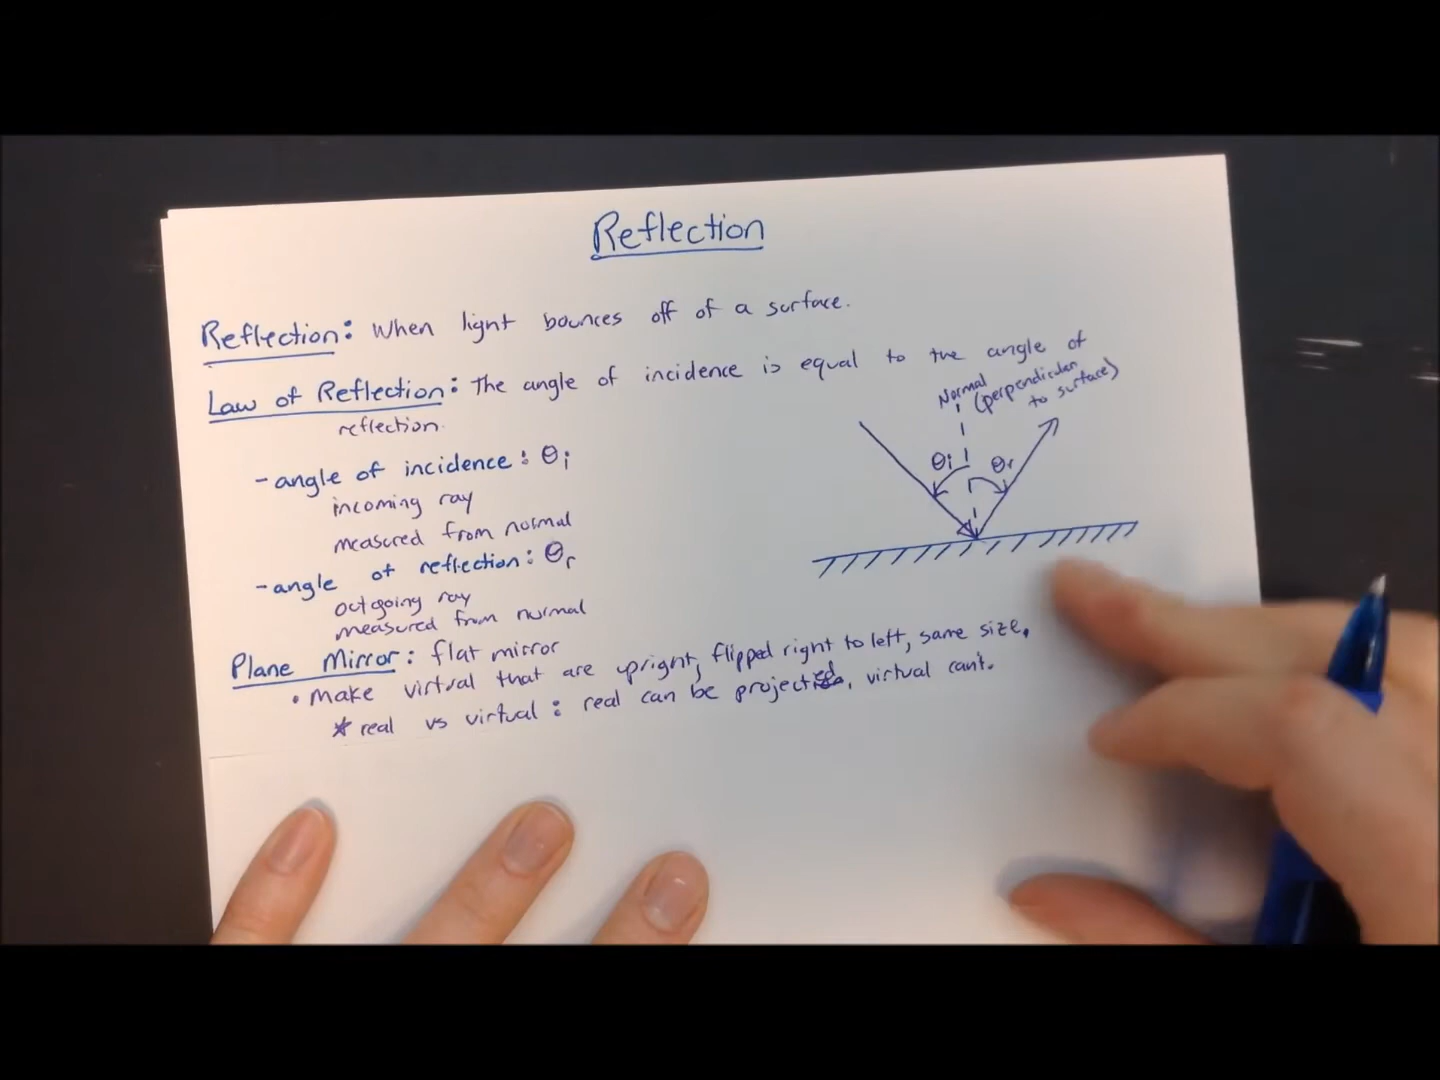 Reflection
Reflection: When light bounces off of a surface.
Law of Reflection: The angle of incidence is equal to the angle of
reflection.
Normal
(perpendicular
to surface)
- angle of incidence: θi
incoming ray
measured from normal
- angle of reflection: θr
outgoing ray
measured from normal
θi θr
Plane Mirror: flat mirror
• Make virtual that are upright, flipped right to left, same size.
* real vs virtual: real can be projected, virtual can't.